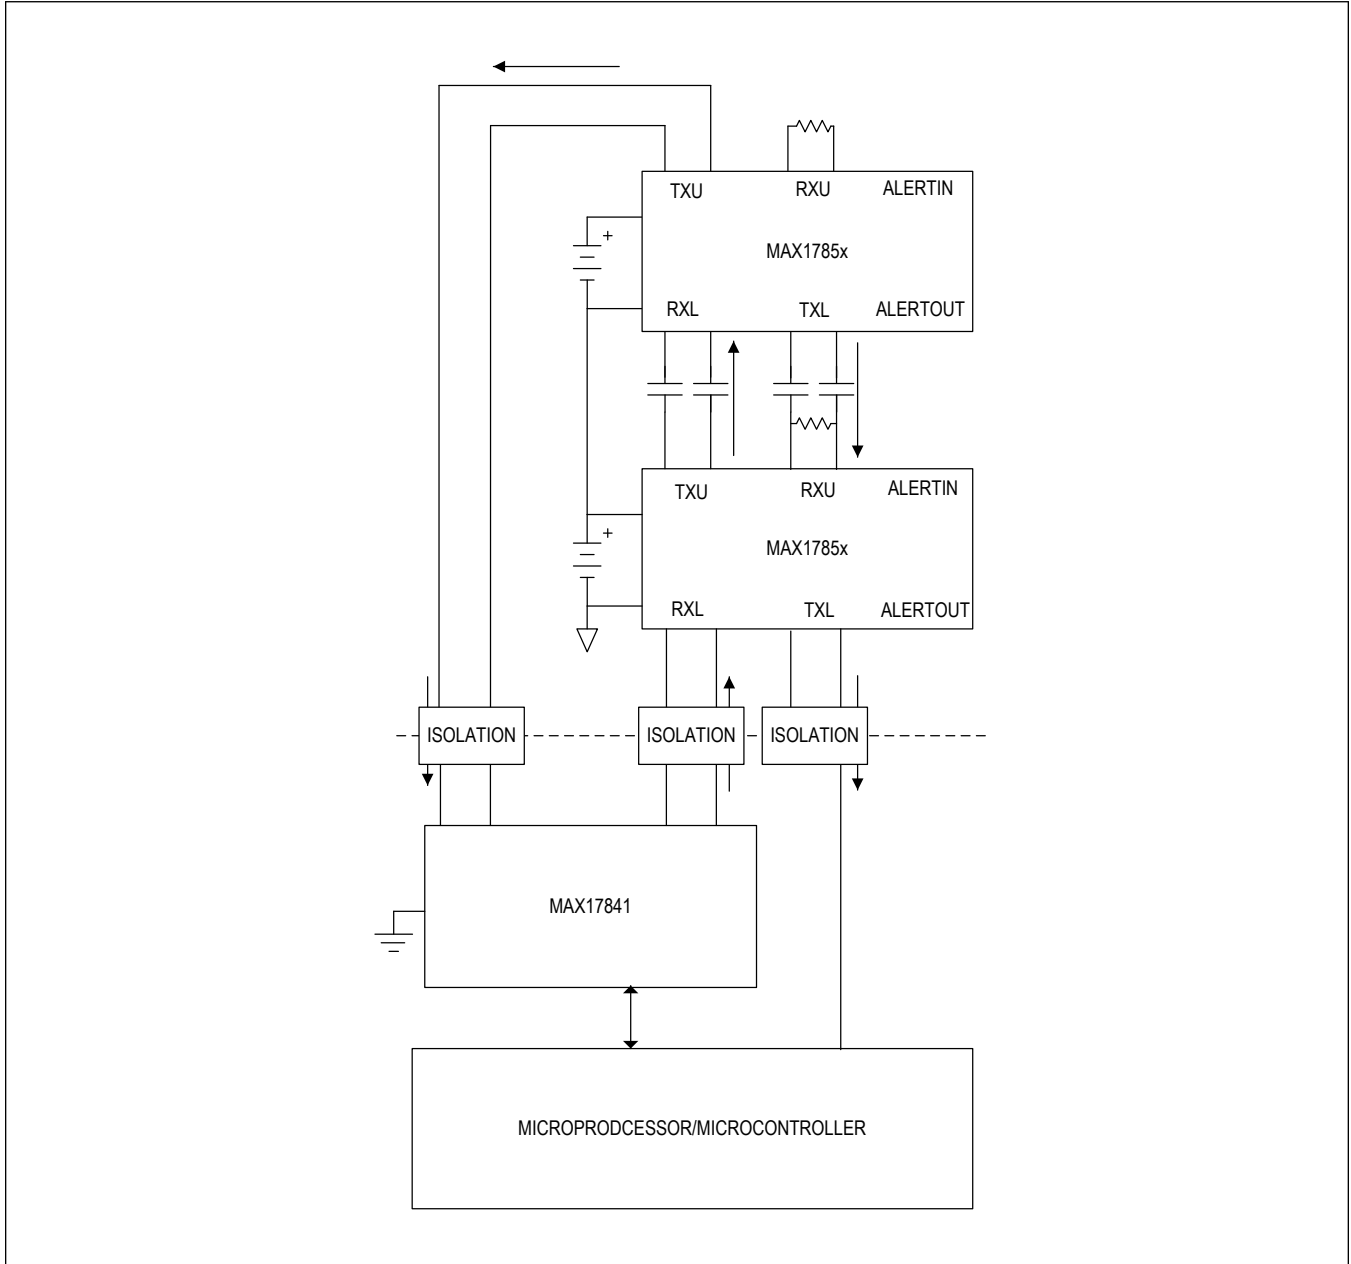 TXU RXU ALERTIN
MAX1785x
+
RXL TXL ALERTOUT
TXU RXU ALERTIN
MAX1785x
+
RXL TXL ALERTOUT
ISOLATION ISOLATION ISOLATION
MAX17841
MICROPRODCESSOR/MICROCONTROLLER